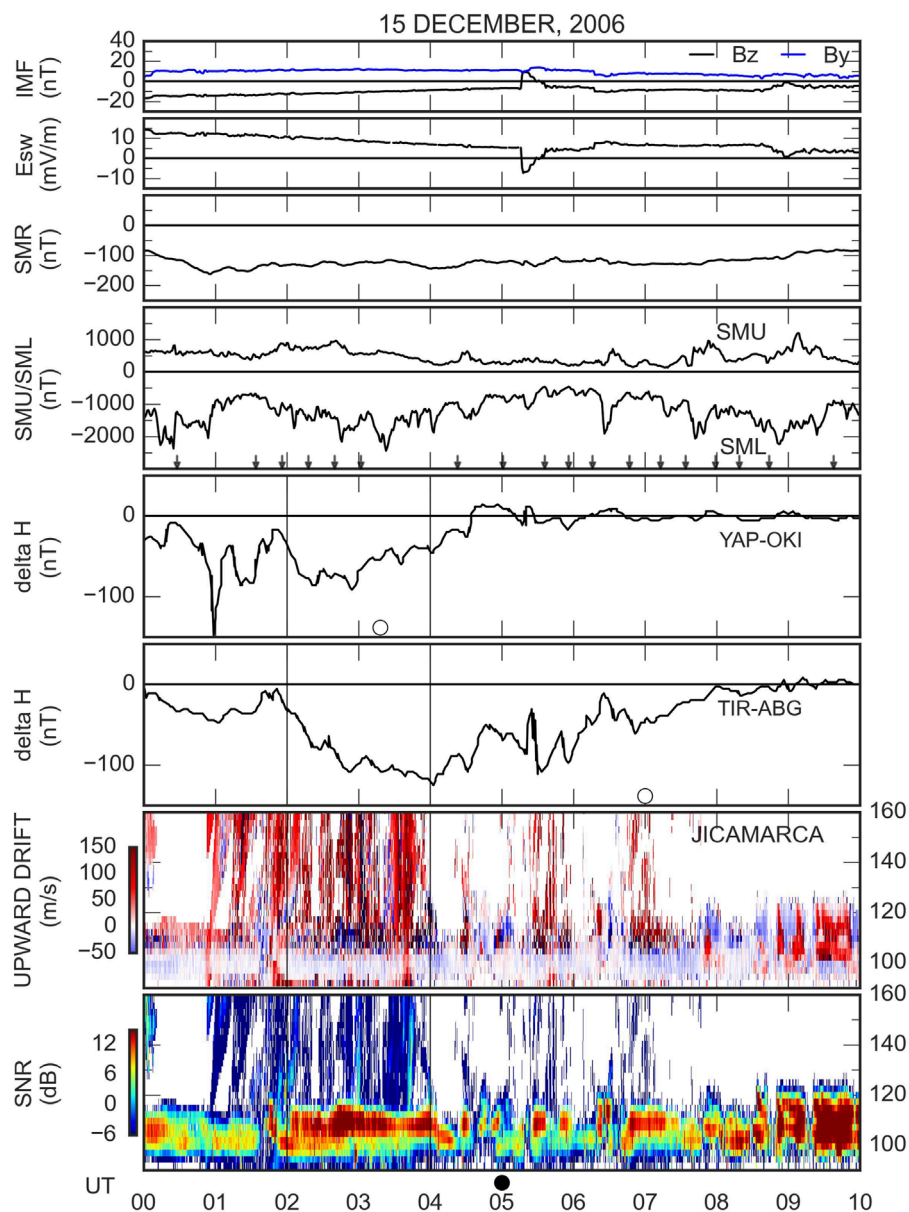 15 DECEMBER, 2006
IMF
(nT)
40
20
0
−20
Bz
By
Esw
(mV/m)
10
0
−10
SMR
(nT)
0
−100
−200
SMU/SML
(nT)
1000
0
−1000
−2000
SMU
SML
delta H
(nT)
0
−100
YAP-OKI
delta H
(nT)
0
−100
TIR-ABG
UPWARD DRIFT
(m/s)
150
100
50
0
−50
JICAMARCA
160
140
120
100
SNR
(dB)
12
6
0
−6
160
140
120
100
UT
00 01 02 03 04 05 06 07 08 09 10